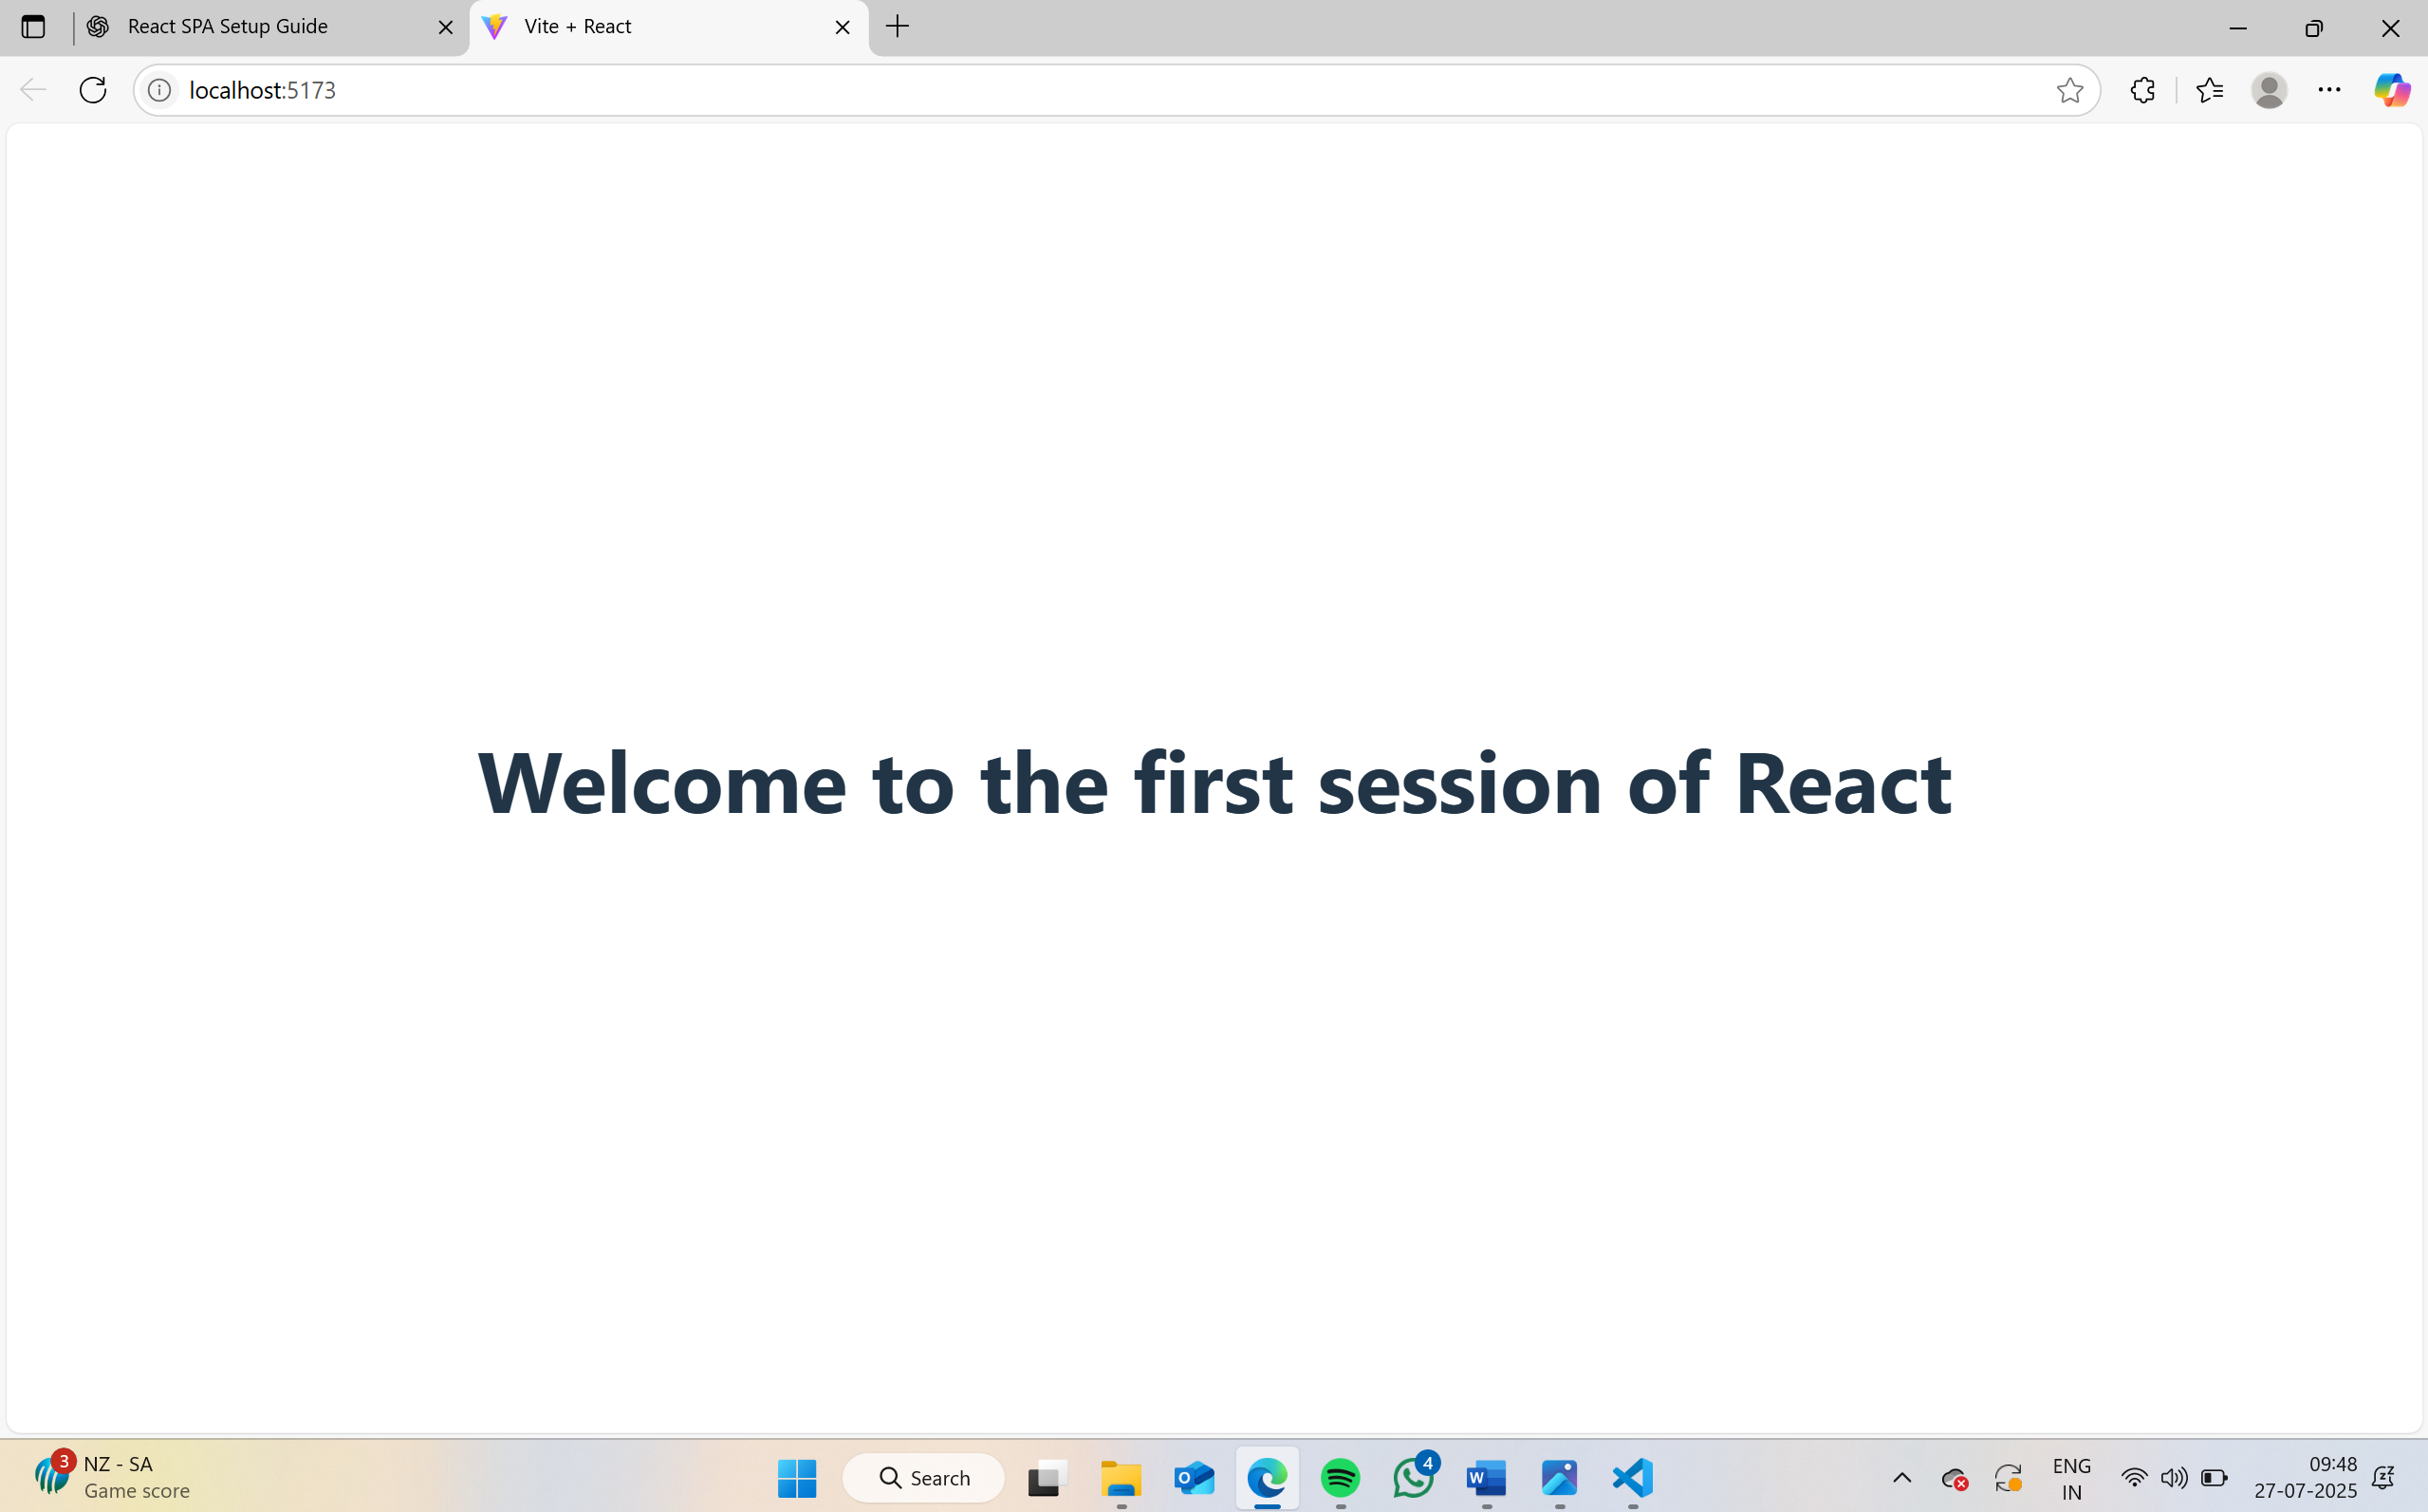 React SPA Setup Guide
Vite + React
localhost:5173
Welcome to the first session of React
3
NZ - SA
Game score
Search
O
4
W
ENG
IN
09:48
27-07-2025